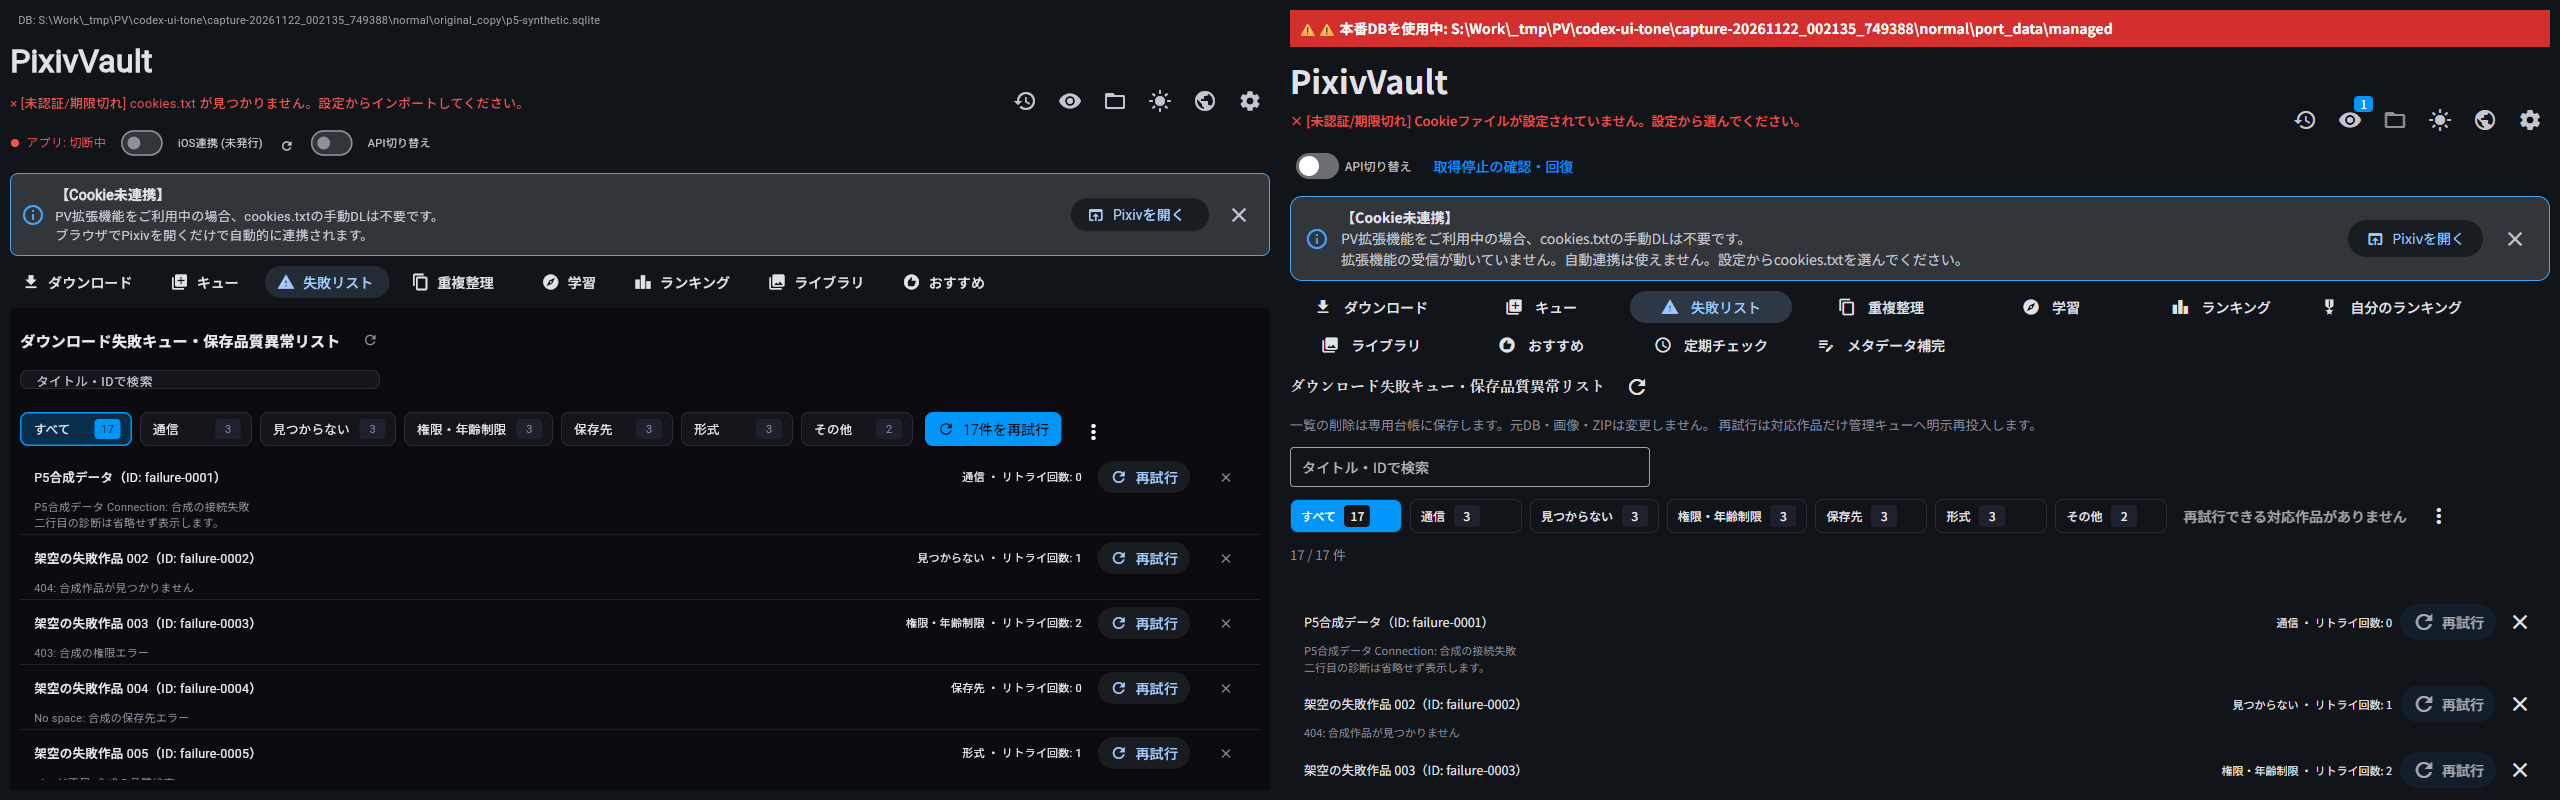 DB: S:\Work\_tmp\PV\codex-ui-tone\capture-20261122_002135_749388\normal\original_copy\p5-synthetic.sqlite
PixivVault
× [未認証/期限切れ] cookies.txt が見つかりません。設定からインポートしてください。
● アプリ: 切断中 iOS連携 (未発行) API切り替え
【Cookie未連携】
PV拡張機能をご利用中の場合、cookies.txtの手動DLは不要です。
ブラウザでPixivを開くだけで自動的に連携されます。
Pixivを開く
ダウンロード キュー 失敗リスト 重複整理 学習 ランキング ライブラリ おすすめ
ダウンロード失敗キュー・保存品質異常リスト
タイトル・IDで検索
すべて 17 通信 3 見つからない 3 権限・年齢制限 3 保存先 3 形式 3 その他 2 17件を再試行
P5合成データ（ID: failure-0001） 通信 ・ リトライ回数: 0 再試行
P5合成データ Connection: 合成の接続失敗
二行目の診断は省略せず表示します。
架空の失敗作品 002（ID: failure-0002） 見つからない ・ リトライ回数: 1 再試行
404: 合成作品が見つかりません
架空の失敗作品 003（ID: failure-0003） 権限・年齢制限 ・ リトライ回数: 2 再試行
403: 合成の権限エラー
架空の失敗作品 004（ID: failure-0004） 保存先 ・ リトライ回数: 0 再試行
No space: 合成の保存先エラー
架空の失敗作品 005（ID: failure-0005） 形式 ・ リトライ回数: 1 再試行
⚠ ⚠ 本番DBを使用中: S:\Work\_tmp\PV\codex-ui-tone\capture-20261122_002135_749388\normal\port_data\managed
PixivVault
1
× [未認証/期限切れ] Cookieファイルが設定されていません。設定から選んでください。
API切り替え 取得停止の確認・回復
【Cookie未連携】
PV拡張機能をご利用中の場合、cookies.txtの手動DLは不要です。
拡張機能の受信が動いていません。自動連携は使えません。設定からcookies.txtを選んでください。
Pixivを開く
ダウンロード キュー 失敗リスト 重複整理 学習 ランキング 自分のランキング
ライブラリ おすすめ 定期チェック メタデータ補完
ダウンロード失敗キュー・保存品質異常リスト
一覧の削除は専用台帳に保存します。元DB・画像・ZIPは変更しません。 再試行は対応作品だけ管理キューへ明示再投入します。
タイトル・IDで検索
すべて 17 通信 3 見つからない 3 権限・年齢制限 3 保存先 3 形式 3 その他 2 再試行できる対応作品がありません
17 / 17 件
P5合成データ（ID: failure-0001） 通信 ・ リトライ回数: 0 再試行
P5合成データ Connection: 合成の接続失敗
二行目の診断は省略せず表示します。
架空の失敗作品 002（ID: failure-0002） 見つからない ・ リトライ回数: 1 再試行
404: 合成作品が見つかりません
架空の失敗作品 003（ID: failure-0003） 権限・年齢制限 ・ リトライ回数: 2 再試行